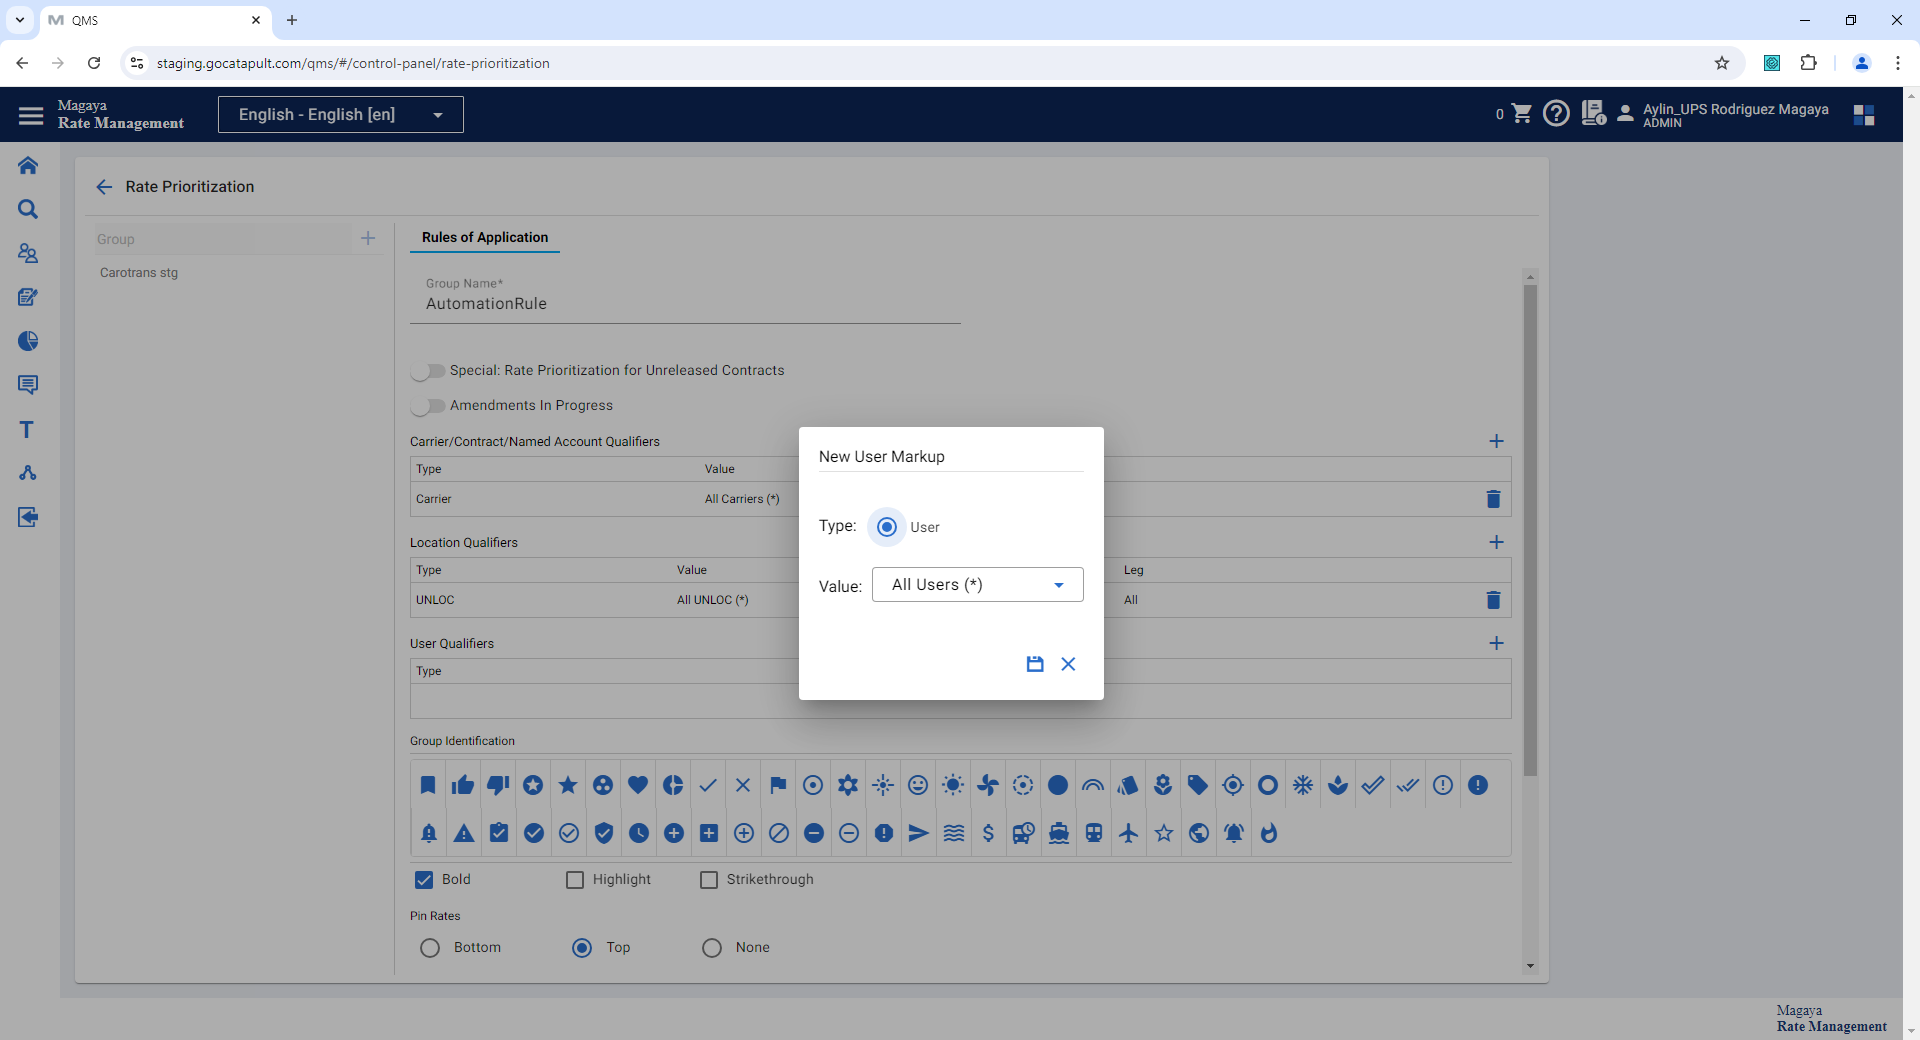 QMS
staging.gocatapult.com/qms/#/control-panel/rate-prioritization
Magaya
Rate Management
English - English [en]
0
Aylin_UPS Rodriguez Magaya
ADMIN
Rate Prioritization
Group
Carotrans stg
Rules of Application
Group Name*
AutomationRule
Special: Rate Prioritization for Unreleased Contracts
Amendments In Progress
Carrier/Contract/Named Account Qualifiers
Type Value
Carrier All Carriers (*)
Location Qualifiers
Type Value Leg
UNLOC All UNLOC (*) All
User Qualifiers
Type
New User Markup
Type: User
Value: All Users (*)
Group Identification
Bold Highlight Strikethrough
Pin Rates
Bottom Top None
Magaya
Rate Management